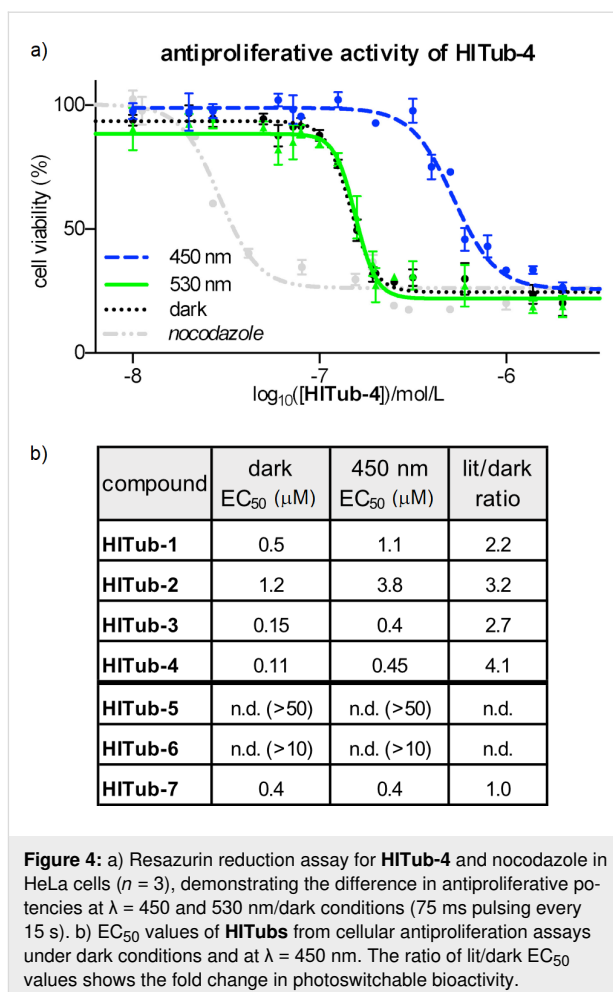 a)
antiproliferative activity of HITub-4
100
50
0
cell viability (%)
450 nm
530 nm
dark
nocodazole
-8 -7 -6
log10([HITub-4])/mol/L
b)
compound dark EC50 (μM) 450 nm EC50 (μM) lit/dark ratio
HITub-1 0.5 1.1 2.2
HITub-2 1.2 3.8 3.2
HITub-3 0.15 0.4 2.7
HITub-4 0.11 0.45 4.1
HITub-5 n.d. (>50) n.d. (>50) n.d.
HITub-6 n.d. (>10) n.d. (>10) n.d.
HITub-7 0.4 0.4 1.0
Figure 4: a) Resazurin reduction assay for HITub-4 and nocodazole in
HeLa cells (n = 3), demonstrating the difference in antiproliferative po-
tencies at λ = 450 and 530 nm/dark conditions (75 ms pulsing every
15 s). b) EC50 values of HITubs from cellular antiproliferation assays
under dark conditions and at λ = 450 nm. The ratio of lit/dark EC50
values shows the fold change in photoswitchable bioactivity.